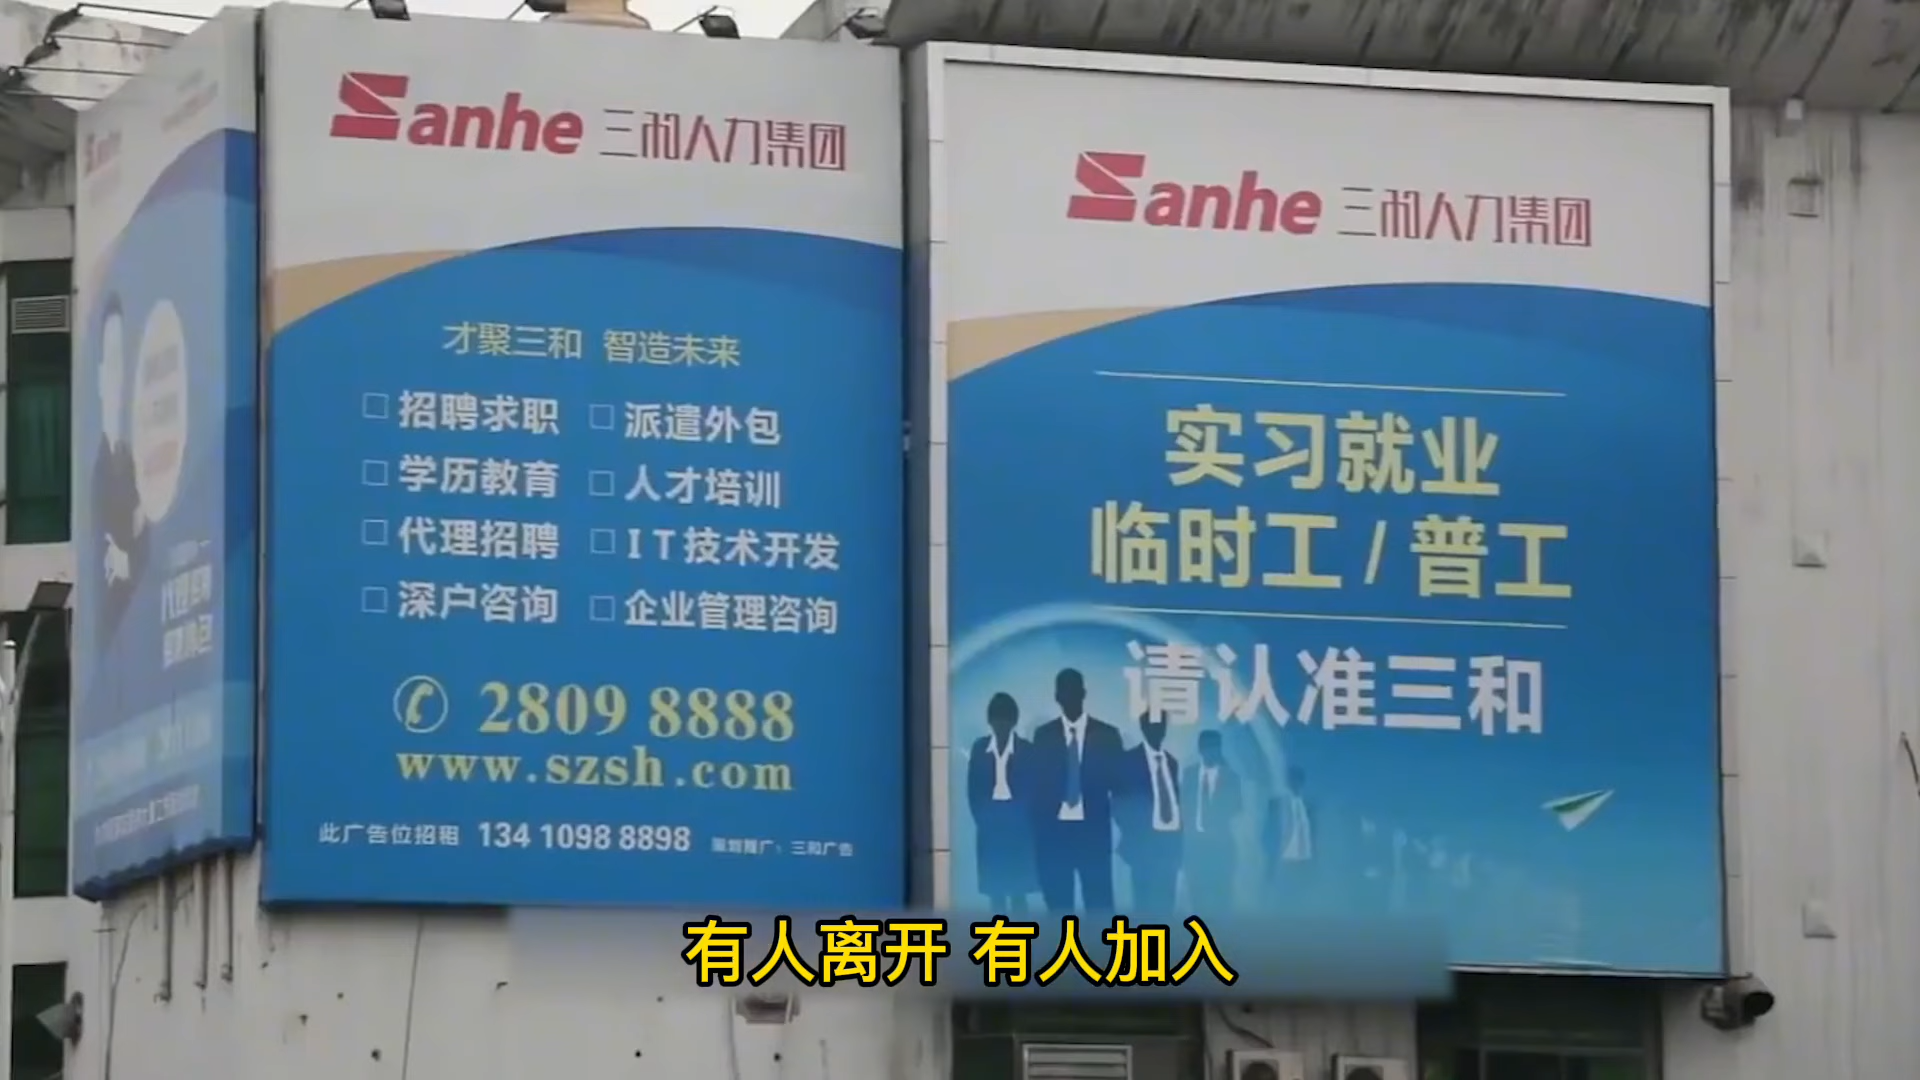 Sanhe 三和人力集团
才聚三和 智造未来
招聘求职 派遣外包
学历教育 人才培训
代理招聘 IT技术开发
深户咨询 企业管理咨询
2809 8888
www.szsh.com
此广告位招租 134 1098 8898 策划推广：三和广告
Sanhe 三和人力集团
实习就业
临时工/普工
请认准三和
有人离开 有人加入